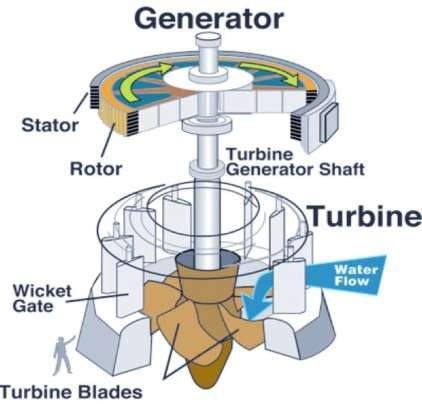 Generator
Stator
Rotor
Turbine
Generator Shaft
Turbine
Water
Flow
Wicket
Gate
Turbine Blades